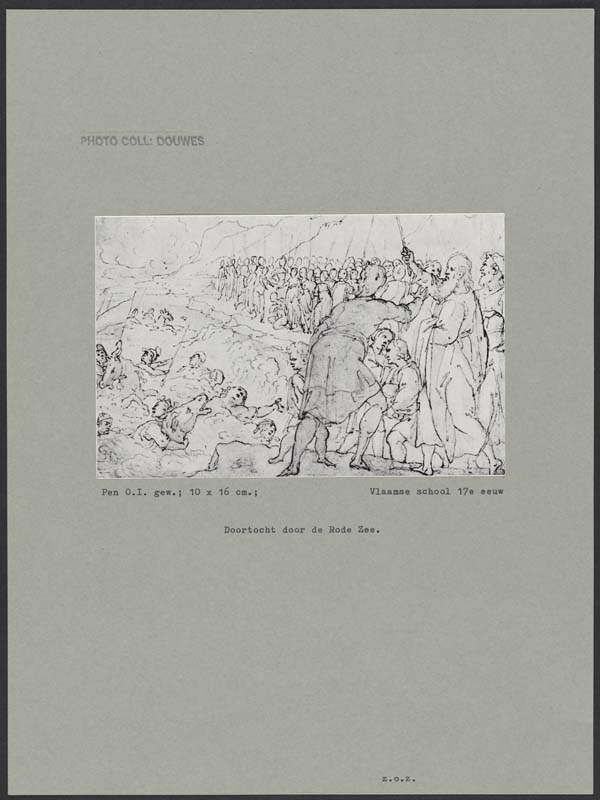 PHOTO COLL: DOUWES
Pen O.I. gew.; 10 x 16 cm.; Vlaamse school 17e eeuw
Doortocht door de Rode Zee.
z.o.z.